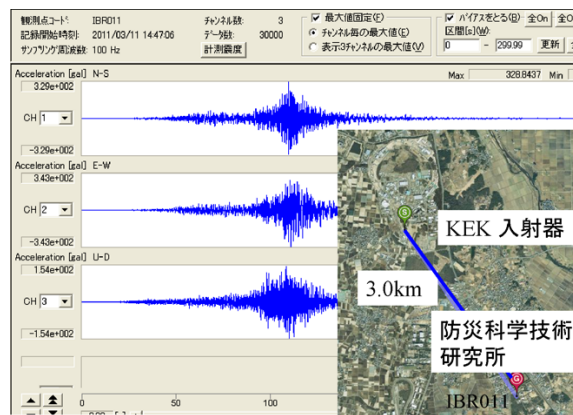 観測点コード: IBR011 チャンネル数: 3
記録開始時刻: 2011/03/11 14:47:06 データ数: 30000
サンプリング周波数: 100 Hz 計測震度
最大値固定(F)
チャンネル毎の最大値(E)
表示3チャンネルの最大値(V)
バイアスをとる(B) 全On
区間[s](W):
0 - 299.99 更新
Acceleration [gal] N-S Max 328.8437 Min
3.29e+002
CH 1
-3.29e+002
Acceleration [gal] E-W
3.43e+002
CH 2
-3.43e+002
Acceleration [gal] U-D
1.54e+002
CH 3
-1.54e+002
0 50 100
S
KEK 入射器
3.0km
防災科学技術
研究所
G
IBR011